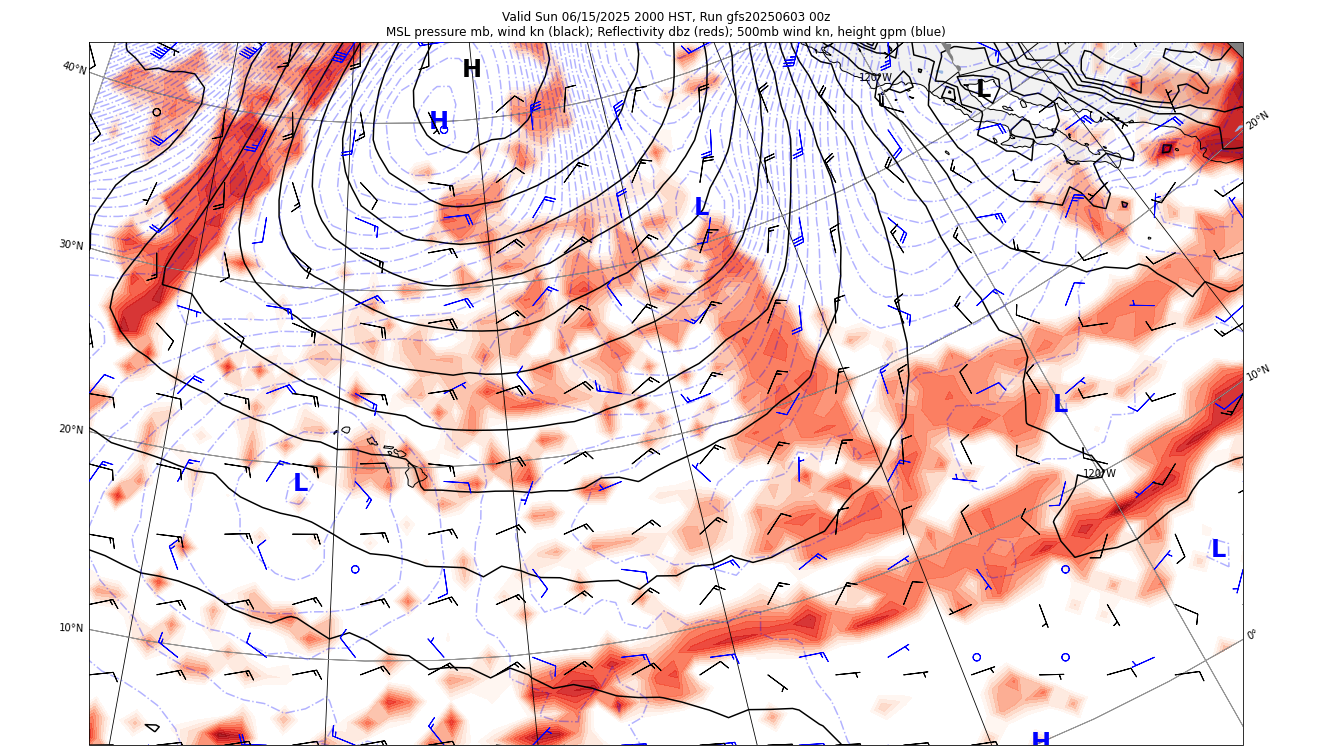 Valid Sun 06/15/2025 2000 HST, Run gfs20250603 00z
MSL pressure mb, wind kn (black); Reflectivity dbz (reds); 500mb wind kn, height gpm (blue)
40°N
H
120°W
L
H
20°N
L
30°N
10°N
L
20°N
120°W
L
L
10°N
0°
H